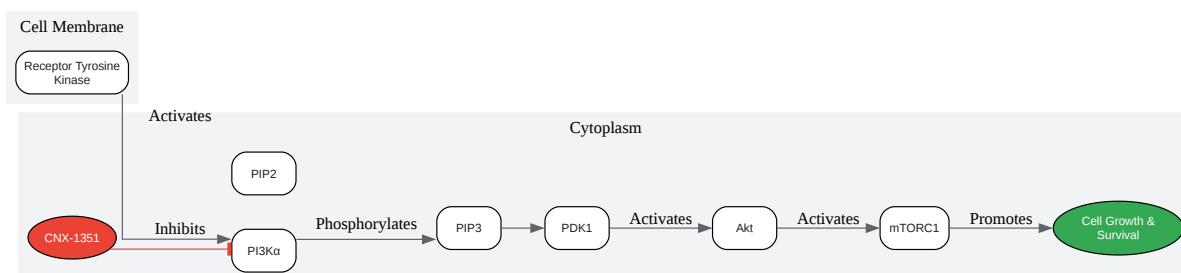 Cell Membrane
Receptor Tyrosine
Kinase
Activates
Cytoplasm
PIP2
CNX-1351
Inhibits
PI3Kα
Phosphorylates
PIP3
PDK1
Activates
Akt
Activates
mTORC1
Promotes
Cell Growth &
Survival